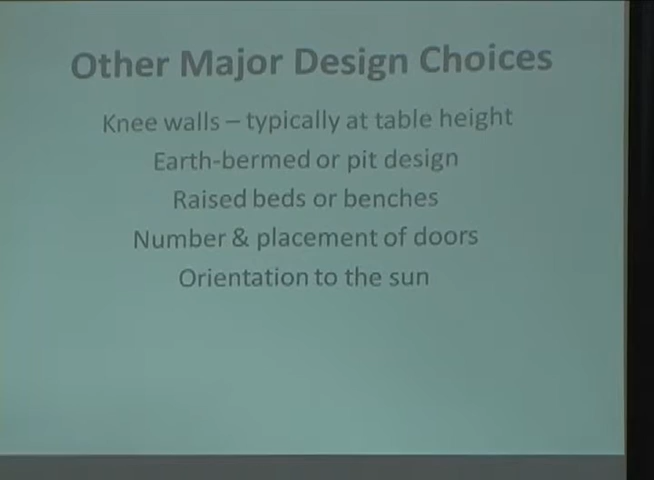 Other Major Design Choices
Knee walls – typically at table height
Earth-bermed or pit design
Raised beds or benches
Number & placement of doors
Orientation to the sun